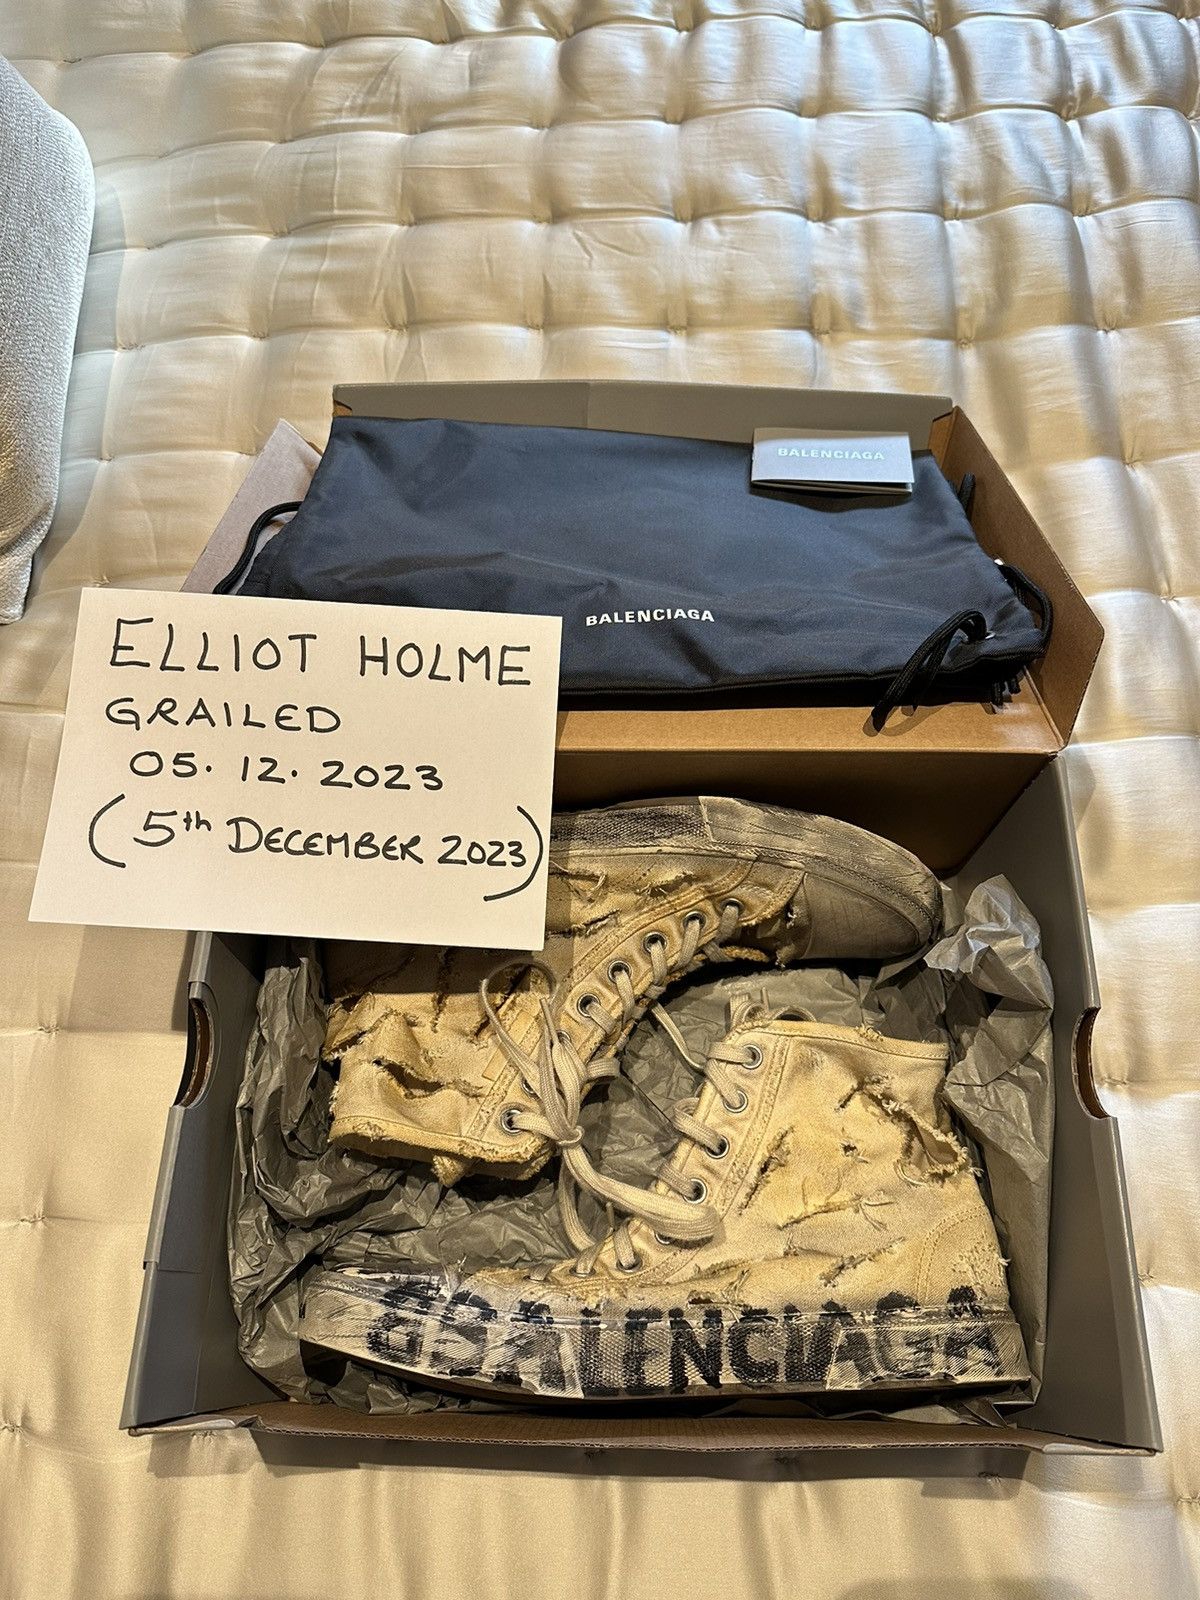 BALENCIAGA
BALENCIAGA
ELLIOT HOLME
GRAILED
05. 12. 2023
(5th DECEMBER 2023)
BALENCIAGA